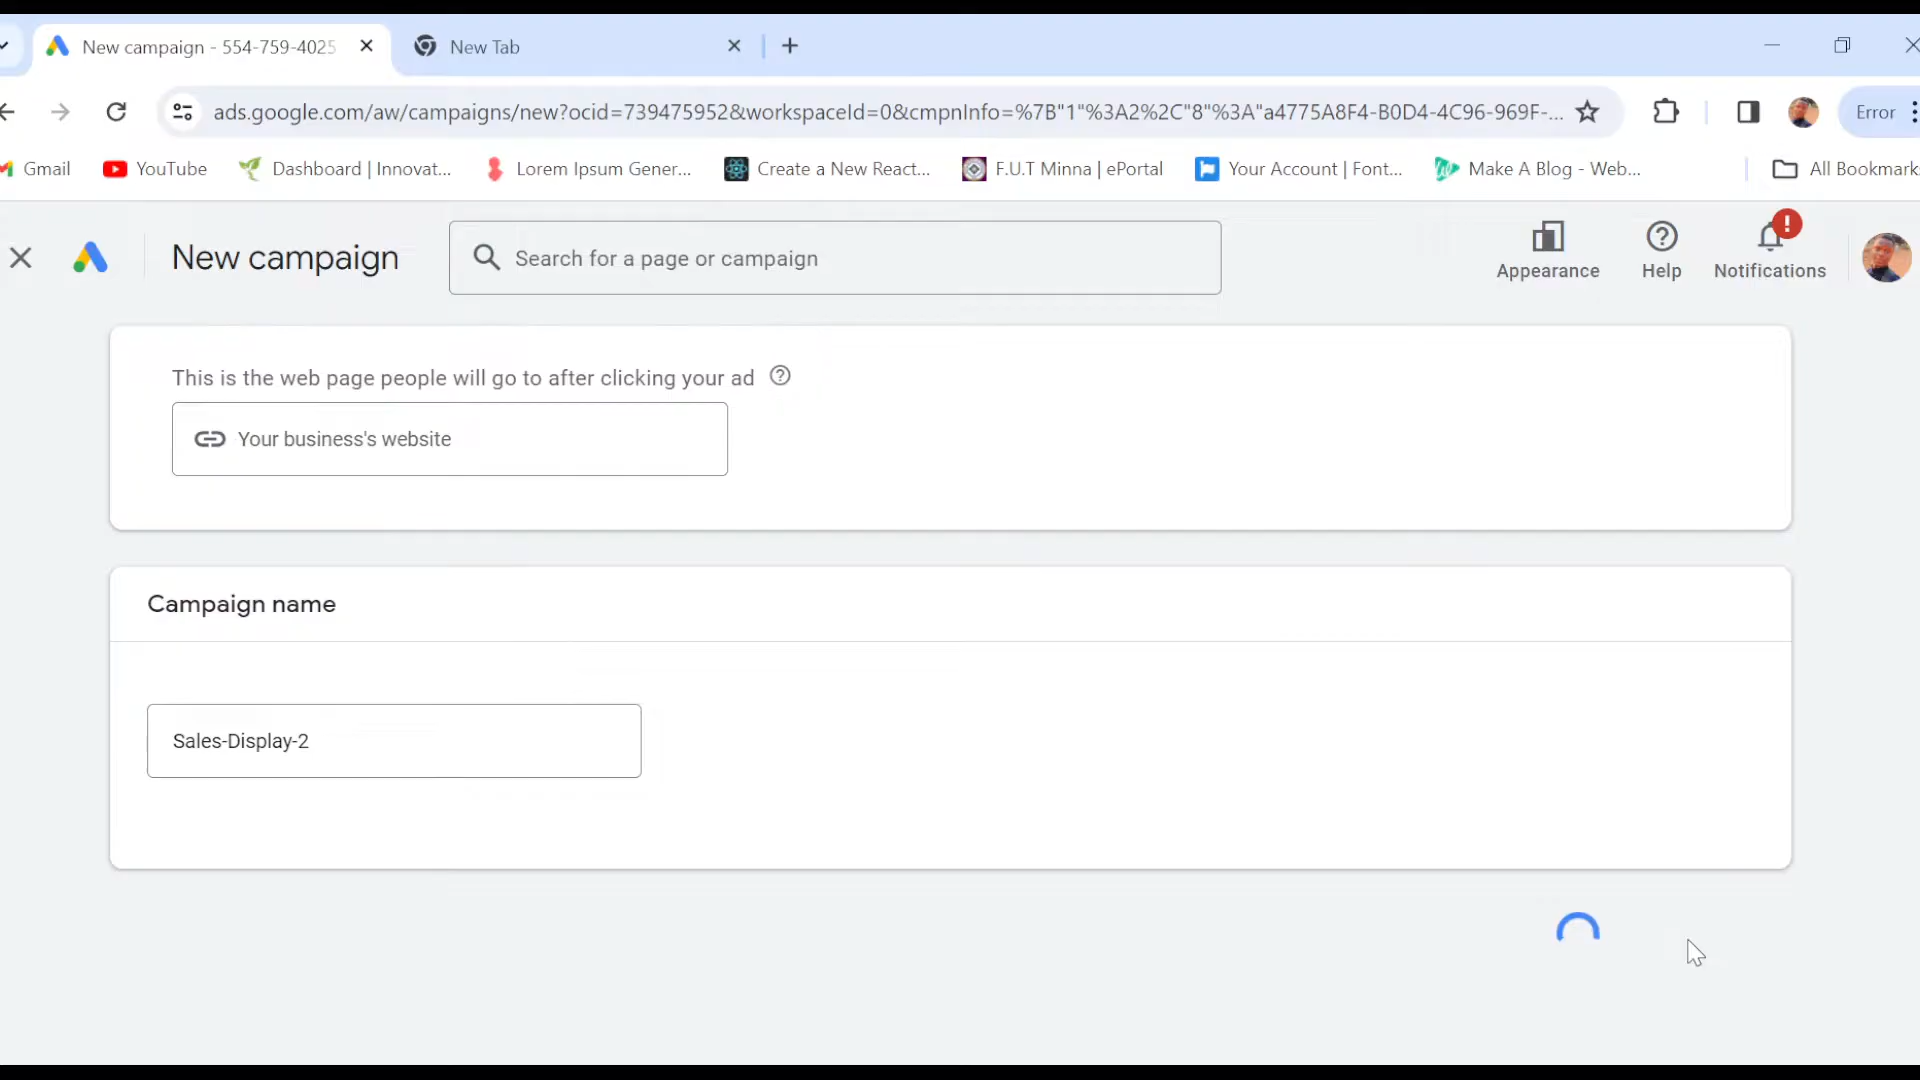 New campaign - 554-759-4025
New Tab
ads.google.com/aw/campaigns/new?ocid=739475952&workspaceId=0&cmpnInfo=%7B"1"%3A2%2C"8"%3A"a4775A8F4-B0D4-4C96-969F-...
Error
Gmail
YouTube
Dashboard | Innovat...
Lorem Ipsum Gener...
Create a New React...
F.U.T Minna | ePortal
Your Account | Font...
Make A Blog - Web...
All Bookmark
New campaign
Search for a page or campaign
Appearance
Help
!
Notifications
This is the web page people will go to after clicking your ad
Your business's website
Campaign name
Sales-Display-2